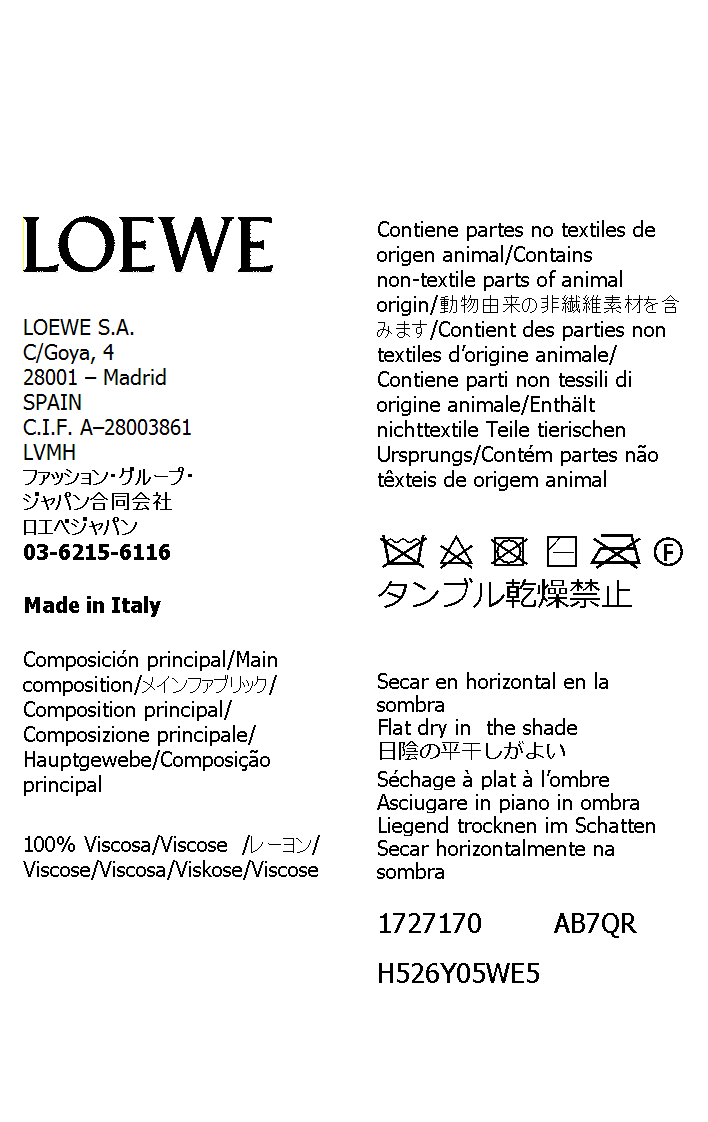 LOEWE
LOEWE S.A.
C/Goya, 4
28001 – Madrid
SPAIN
C.I.F. A–28003861
LVMH
ファッション・グループ・
ジャパン合同会社
ロエベジャパン
03-6215-6116
Made in Italy
Composición principal/Main
composition/メインファブリック/
Composition principal/
Composizione principale/
Hauptgewebe/Composição
principal
100% Viscosa/Viscose /レーヨン/
Viscose/Viscosa/Viskose/Viscose
Contiene partes no textiles de
origen animal/Contains
non-textile parts of animal
origin/動物由来の非繊維素材を含
みます/Contient des parties non
textiles d’origine animale/
Contiene parti non tessili di
origine animale/Enthält
nichttextile Teile tierischen
Ursprungs/Contém partes não
têxteis de origem animal
F
タンブル乾燥禁止
Secar en horizontal en la
sombra
Flat dry in the shade
日陰の平干しがよい
Séchage à plat à l’ombre
Asciugare in piano in ombra
Liegend trocknen im Schatten
Secar horizontalmente na
sombra
1727170 AB7QR
H526Y05WE5